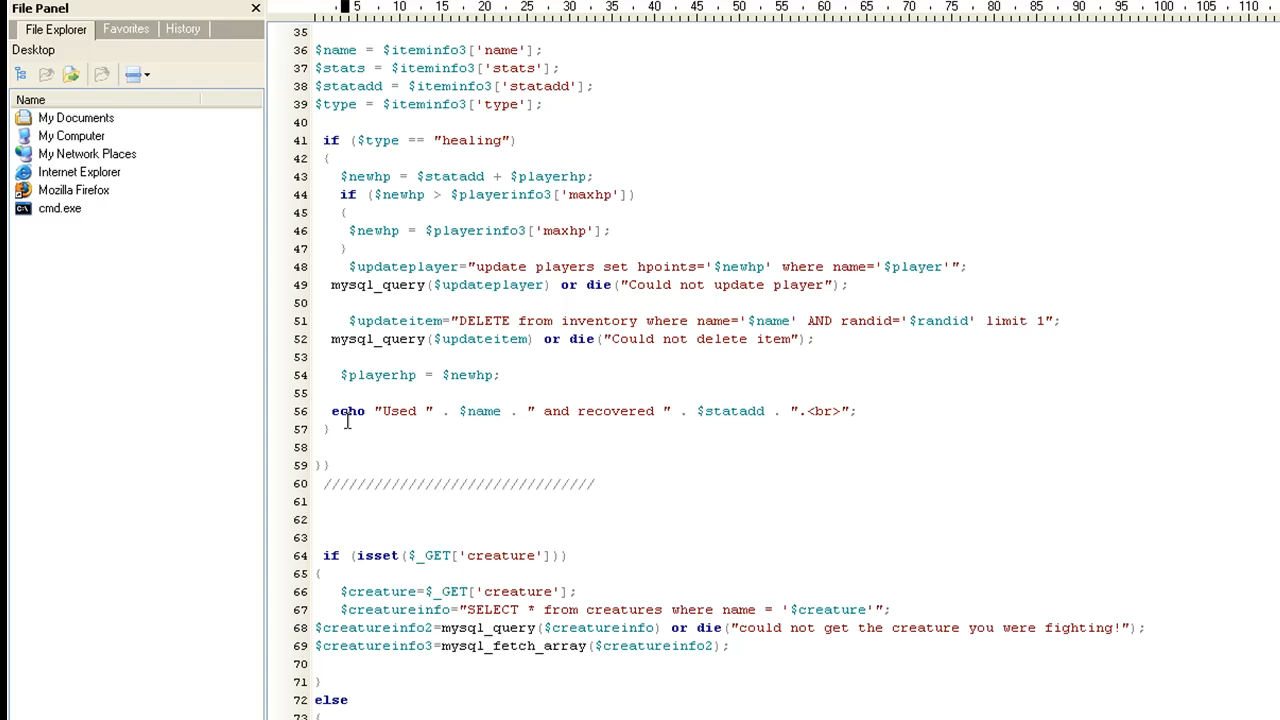 File Panel
File Explorer Favorites History
Desktop
Name
My Documents
My Computer
My Network Places
Internet Explorer
Mozilla Firefox
cmd.exe
5 10 15 20 25 30 35 40 45 50 55 60 65 70 75 80 85 90 95 100 105 110
35
36 $name = $iteminfo3['name'];
37 $stats = $iteminfo3['stats'];
38 $statadd = $iteminfo3['statadd'];
39 $type = $iteminfo3['type'];
40
41 if ($type == "healing")
42 {
43 $newhp = $statadd + $playerhp;
44 if ($newhp > $playerinfo3['maxhp'])
45 {
46 $newhp = $playerinfo3['maxhp'];
47 }
48 $updateplayer="update players set hpoints='$newhp' where name='$player'";
49 mysql_query($updateplayer) or die("Could not update player");
50
51 $updateitem="DELETE from inventory where name='$name' AND randid='$randid' limit 1";
52 mysql_query($updateitem) or die("Could not delete item");
53
54 $playerhp = $newhp;
55
56 echo "Used " . $name . " and recovered " . $statadd . ".<br>";
57 }
58
59 }}
60 ////////////////////////////////
61
62
63
64 if (isset($_GET['creature']))
65 {
66 $creature=$_GET['creature'];
67 $creatureinfo="SELECT * from creatures where name = '$creature'";
68 $creatureinfo2=mysql_query($creatureinfo) or die("could not get the creature you were fighting!");
69 $creatureinfo3=mysql_fetch_array($creatureinfo2);
70
71 }
72 else
73 {